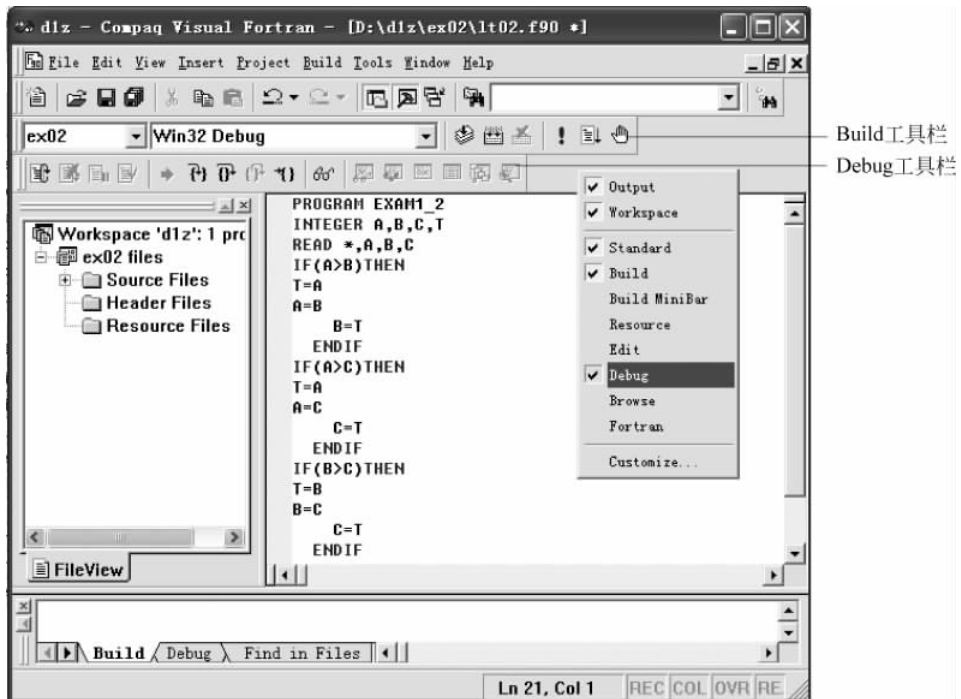 d1z - Compaq Visual Fortran - [D:\d1z\ex02\lt02.f90 *]
File Edit View Insert Project Build Tools Window Help
ex02 Win32 Debug
Build工具栏
Debug工具栏
Workspace 'd1z': 1 prc
ex02 files
Source Files
Header Files
Resource Files
FileView
PROGRAM EXAM1_2
INTEGER A,B,C,T
READ *,A,B,C
IF(A>B)THEN
T=A
A=B
B=T
ENDIF
IF(A>C)THEN
T=A
A=C
C=T
ENDIF
IF(B>C)THEN
T=B
B=C
C=T
ENDIF
Output
Workspace
Standard
Build
Build MiniBar
Resource
Edit
Debug
Browse
Fortran
Customize...
Build Debug Find in Files
Ln 21, Col 1 REC COL OVR RE